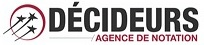 DÉCIDEURS
AGENCE DE NOTATION